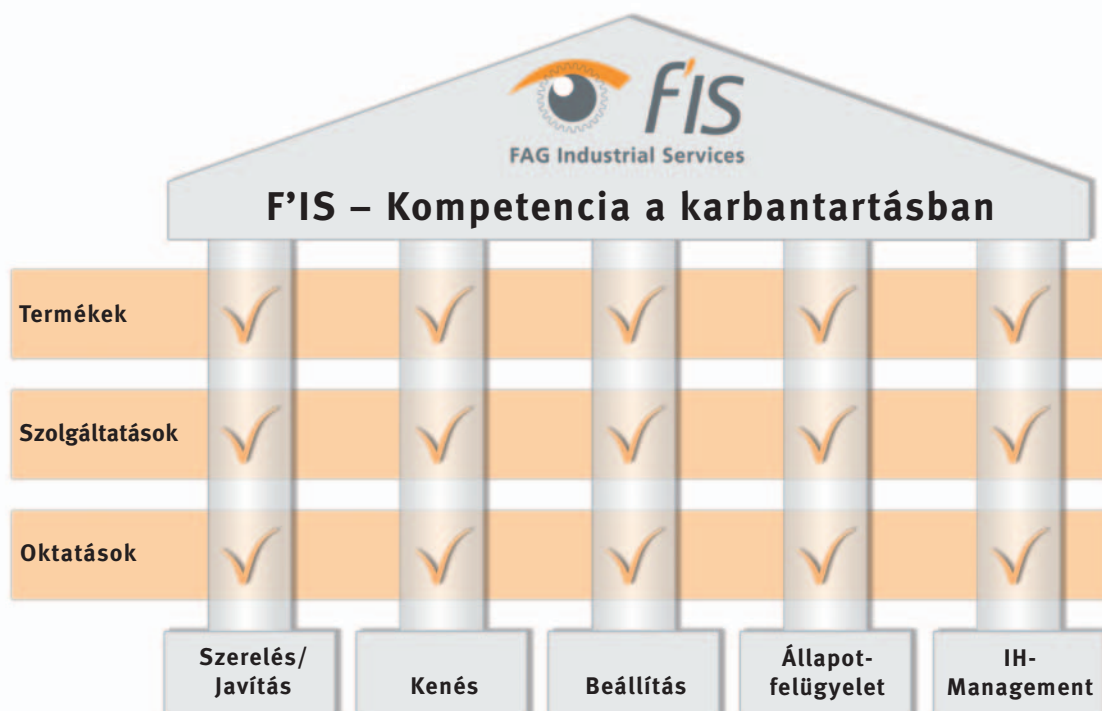 F'IS
FAG Industrial Services
F'IS – Kompetencia a karbantartásban
Termékek
Szolgáltatások
Oktatások
Szerelés/
Javítás
Kenés
Beállítás
Állapot-
felügyelet
IH-
Management